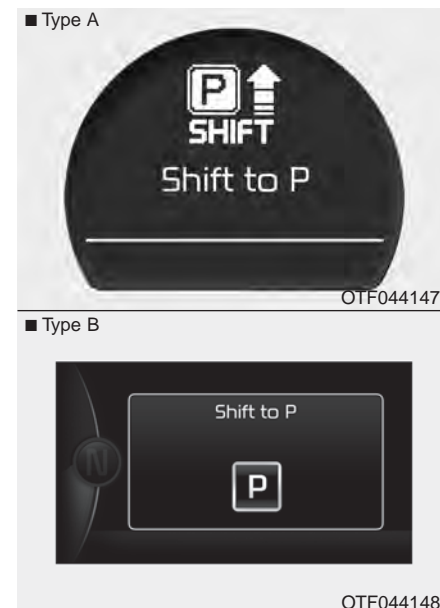 ■ Type A
P
SHIFT
Shift to P
OTF044147
■ Type B
Shift to P
N
P
OTF044148